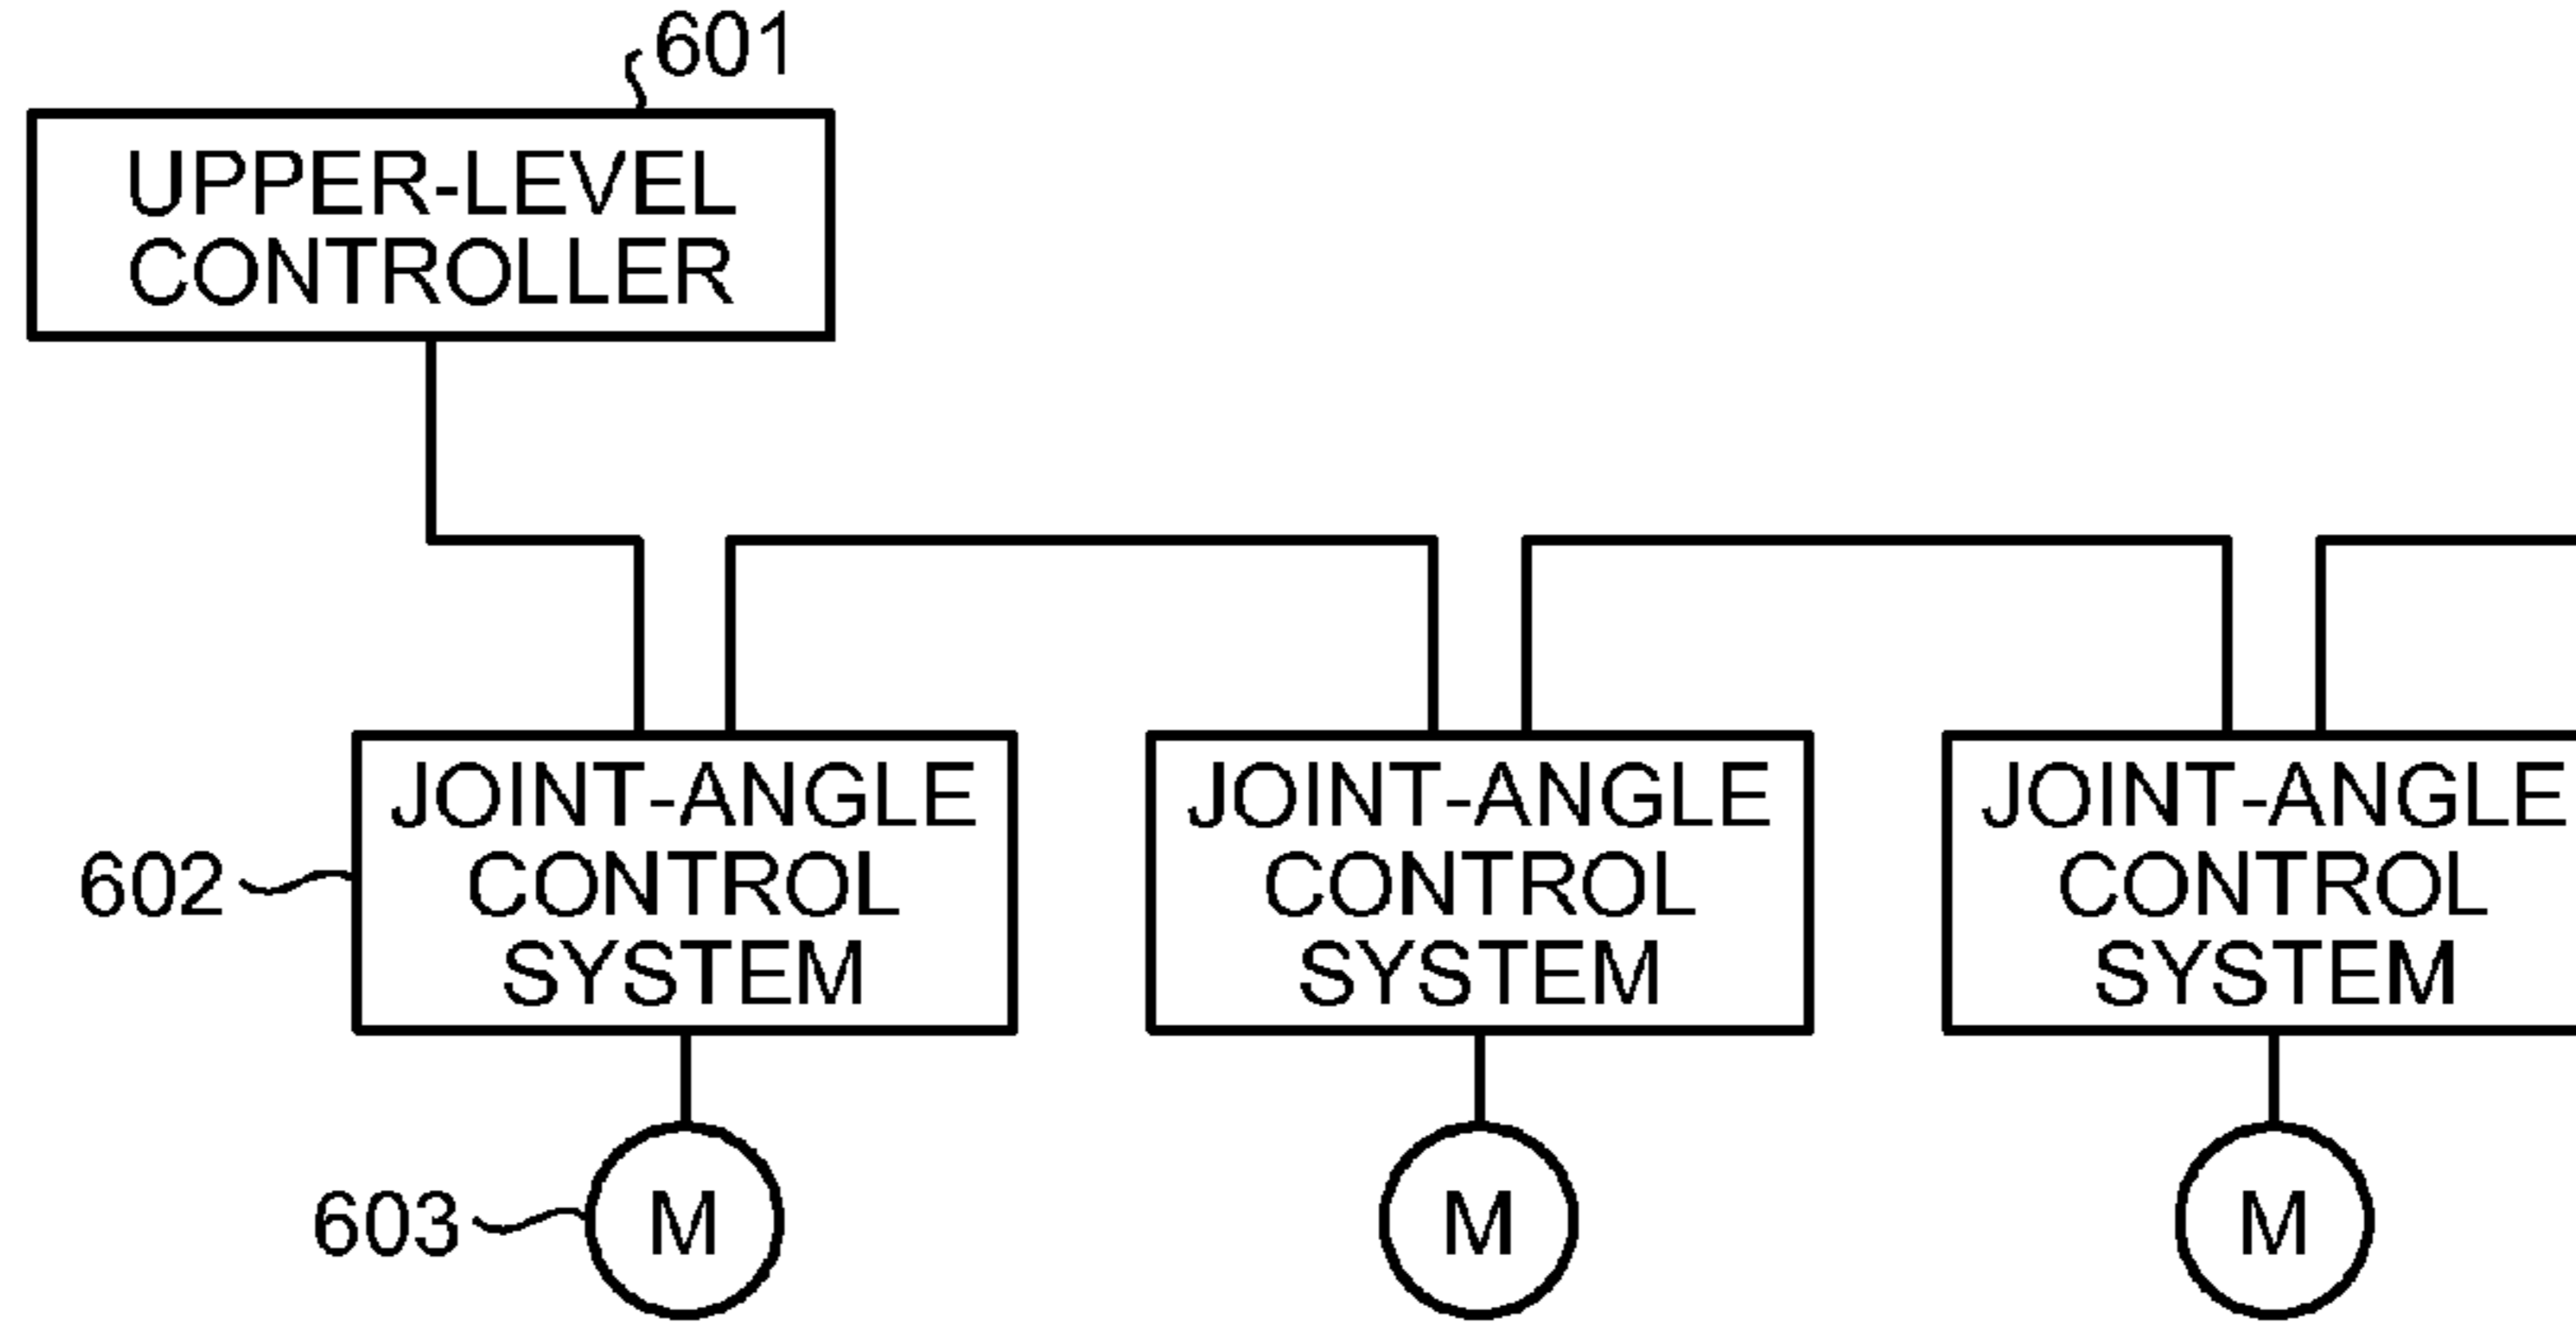 601
UPPER-LEVEL
CONTROLLER
602
JOINT-ANGLE
CONTROL
SYSTEM
JOINT-ANGLE
CONTROL
SYSTEM
JOINT-ANGLE
CONTROL
SYSTEM
603
M
M
M